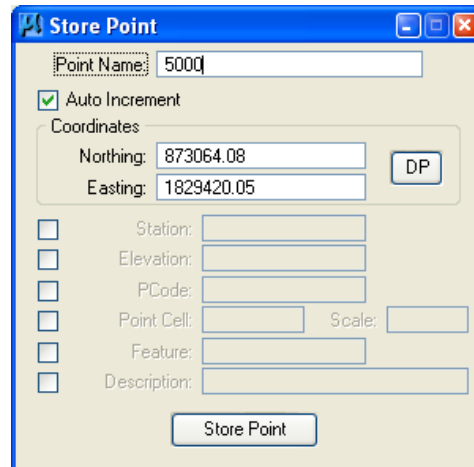 Store Point
Point Name: 5000
Auto Increment
Coordinates
Northing: 873064.08
DP
Easting: 1829420.05
Station:
Elevation:
PCode:
Point Cell: Scale:
Feature:
Description:
Store Point